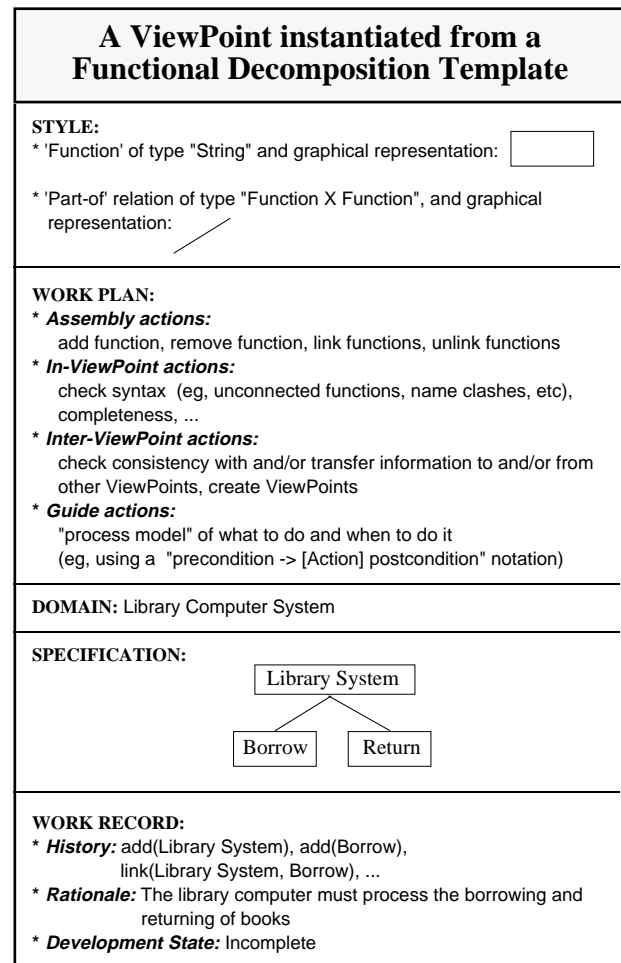 A ViewPoint instantiated from a
Functional Decomposition Template
STYLE:
* 'Function' of type "String" and graphical representation:
* 'Part-of' relation of type "Function X Function", and graphical
representation:
WORK PLAN:
* Assembly actions:
add function, remove function, link functions, unlink functions
* In-ViewPoint actions:
check syntax (eg, unconnected functions, name clashes, etc),
completeness, ...
* Inter-ViewPoint actions:
check consistency with and/or transfer information to and/or from
other ViewPoints, create ViewPoints
* Guide actions:
"process model" of what to do and when to do it
(eg, using a "precondition -> [Action] postcondition" notation)
DOMAIN: Library Computer System
SPECIFICATION:
Library System
Borrow Return
WORK RECORD:
* History: add(Library System), add(Borrow),
link(Library System, Borrow), ...
* Rationale: The library computer must process the borrowing and
returning of books
* Development State: Incomplete